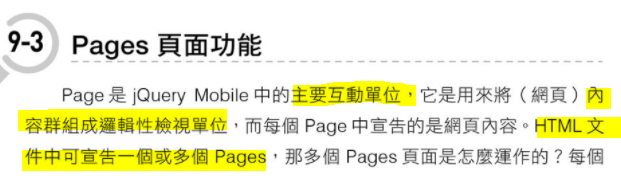 9-3 Pages 頁面功能
Page 是 jQuery Mobile 中的主要互動單位，它是用來將（網頁）內
容群組成邏輯性檢視單位，而每個 Page 中宣告的是網頁內容。HTML 文
件中可宣告一個或多個 Pages，那多個 Pages 頁面是怎麼運作的？每個